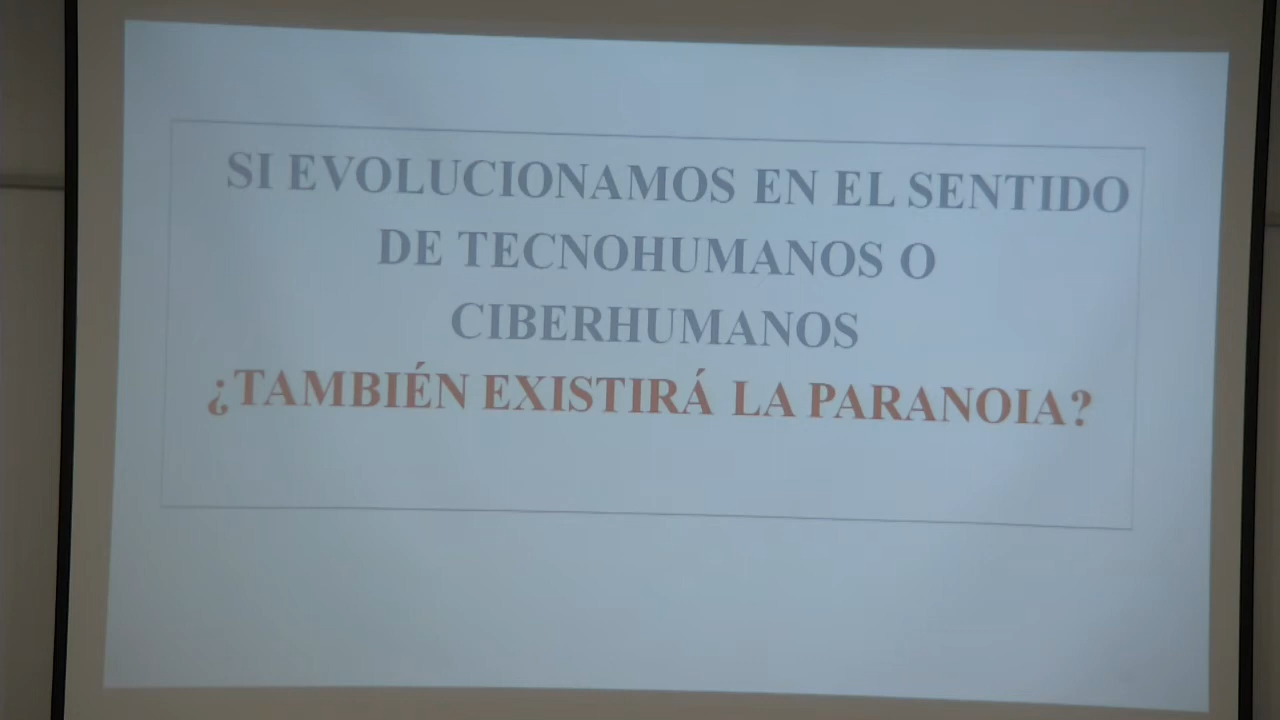 SI EVOLUCIONAMOS EN EL SENTIDO
DE TECNOHUMANOS O
CIBERHUMANOS
¿TAMBIÉN EXISTIRÁ LA PARANOIA?